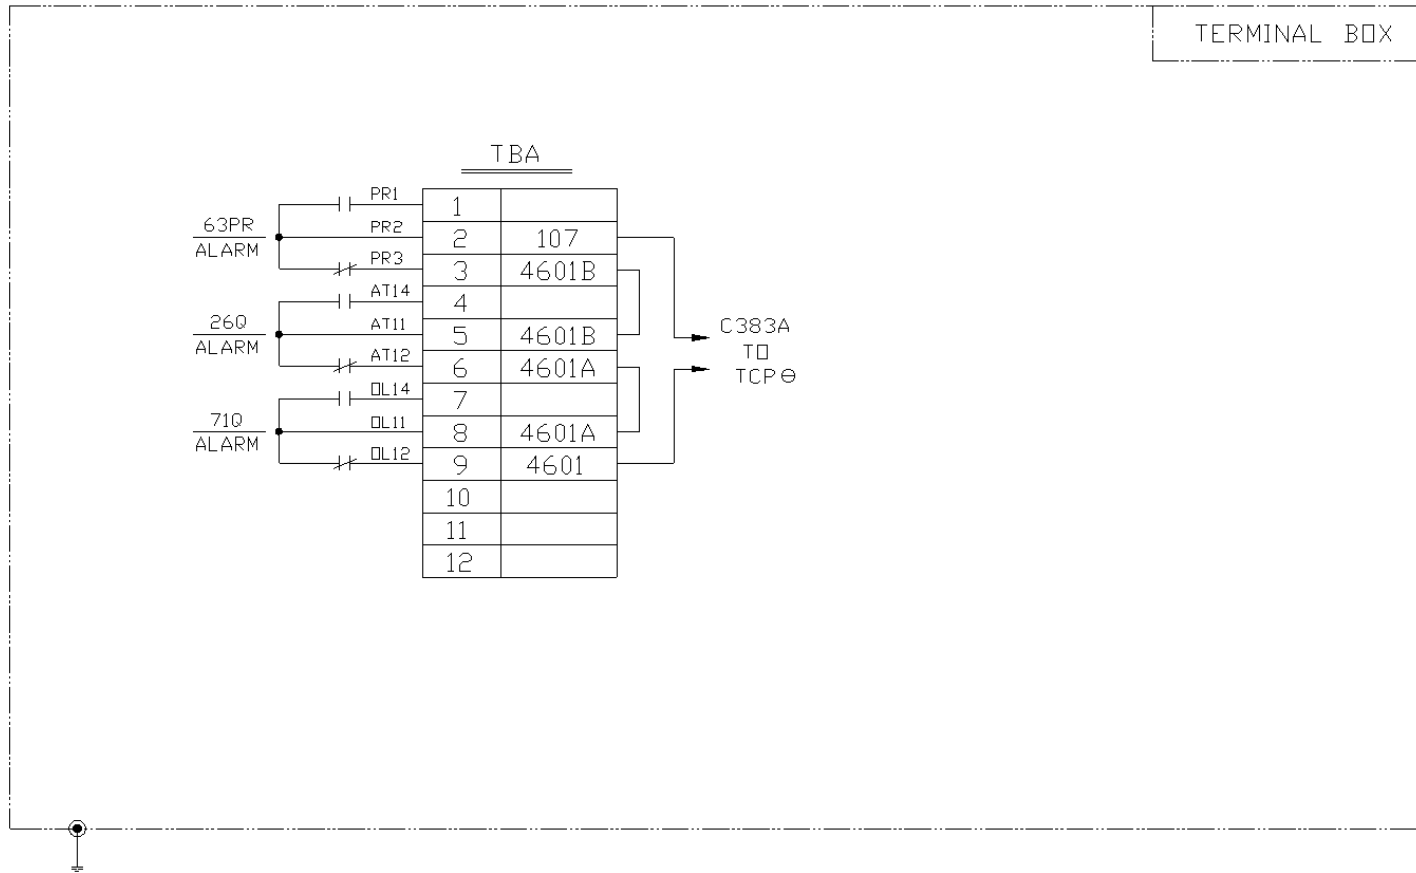 TERMINAL BOX
TBA
PR1
1
63PR
ALARM
PR2
2 107
PR3
3 4601B
AT14
4
26Q
ALARM
AT11
5 4601B
AT12
6 4601A
OL14
7
71Q
ALARM
OL11
8 4601A
OL12
9 4601
10
11
12
C383A
TO
TCP⊖